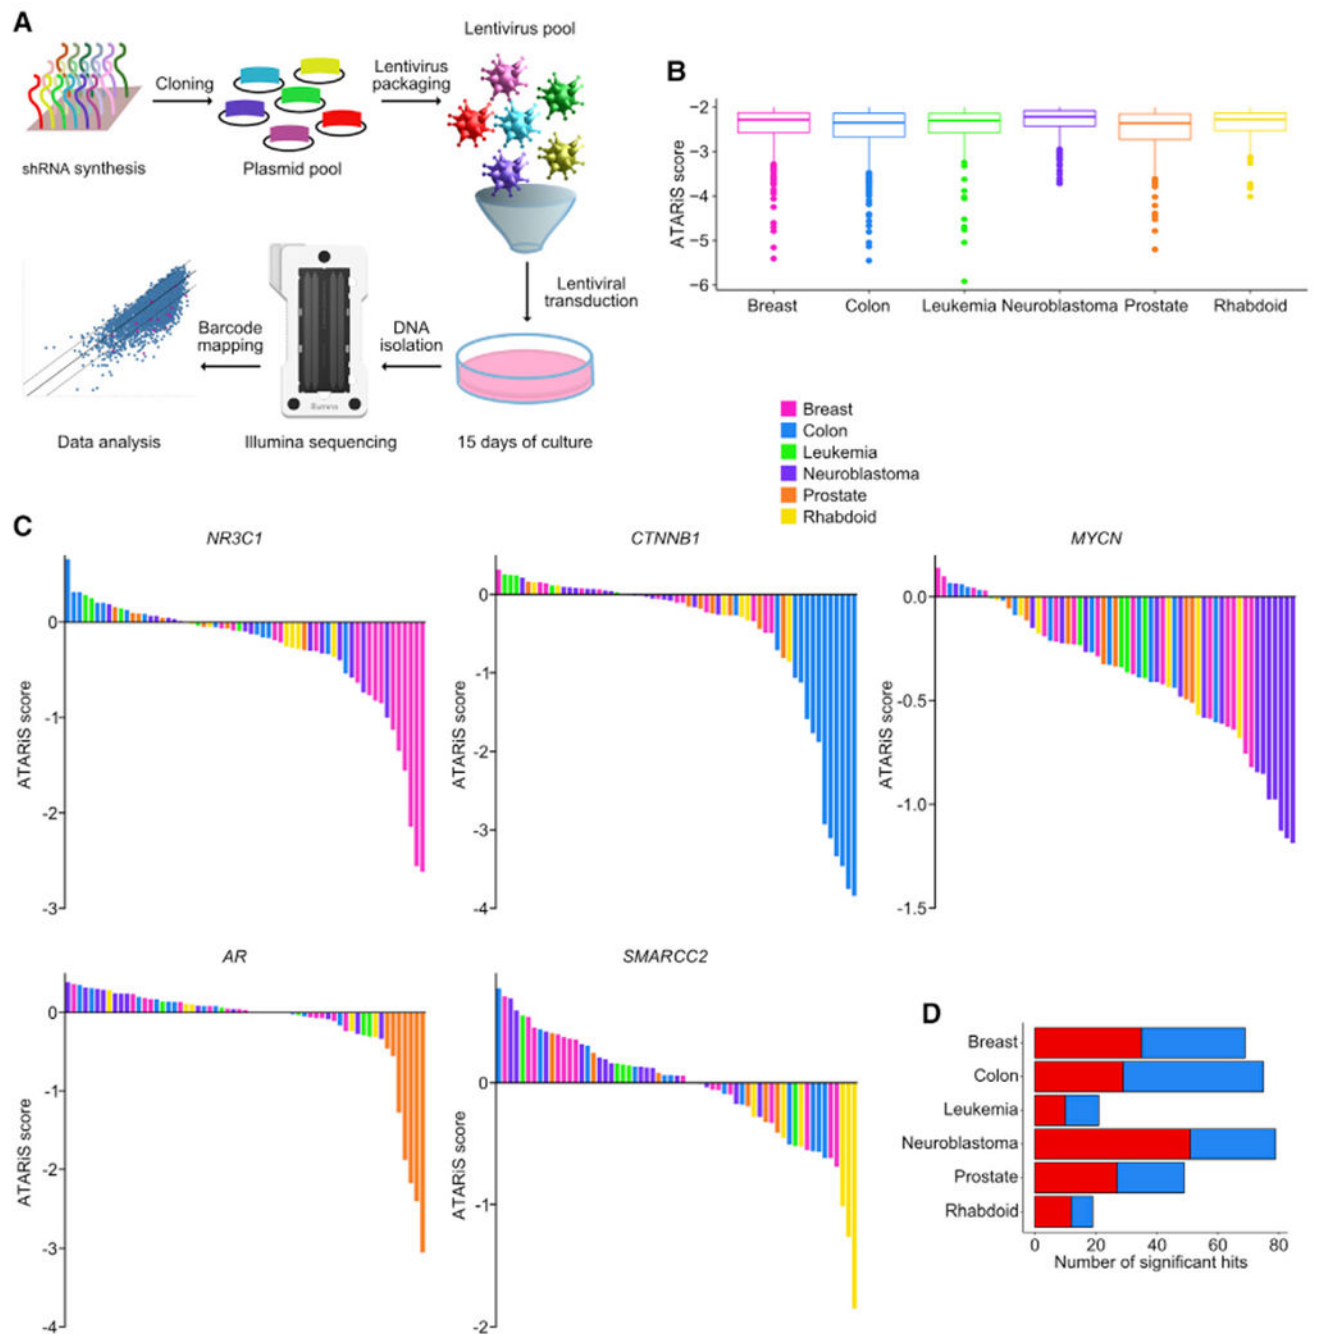 A
Lentivirus pool
Cloning
Lentivirus
packaging
shRNA synthesis
Plasmid pool
Lentiviral
transduction
Barcode
mapping
DNA
isolation
illumina
Data analysis
Illumina sequencing
15 days of culture
B
ATARiS score
−2
−3
−4
−5
−6
Breast
Colon
Leukemia
Neuroblastoma
Prostate
Rhabdoid
Breast
Colon
Leukemia
Neuroblastoma
Prostate
Rhabdoid
C
NR3C1
ATARiS score
0
-1
-2
-3
CTNNB1
ATARiS score
0
-1
-2
-3
-4
MYCN
ATARiS score
0.0
-0.5
-1.0
-1.5
AR
ATARiS score
0
-1
-2
-3
-4
SMARCC2
ATARiS score
0
-1
-2
D
Breast
Colon
Leukemia
Neuroblastoma
Prostate
Rhabdoid
0 20 40 60 80
Number of significant hits